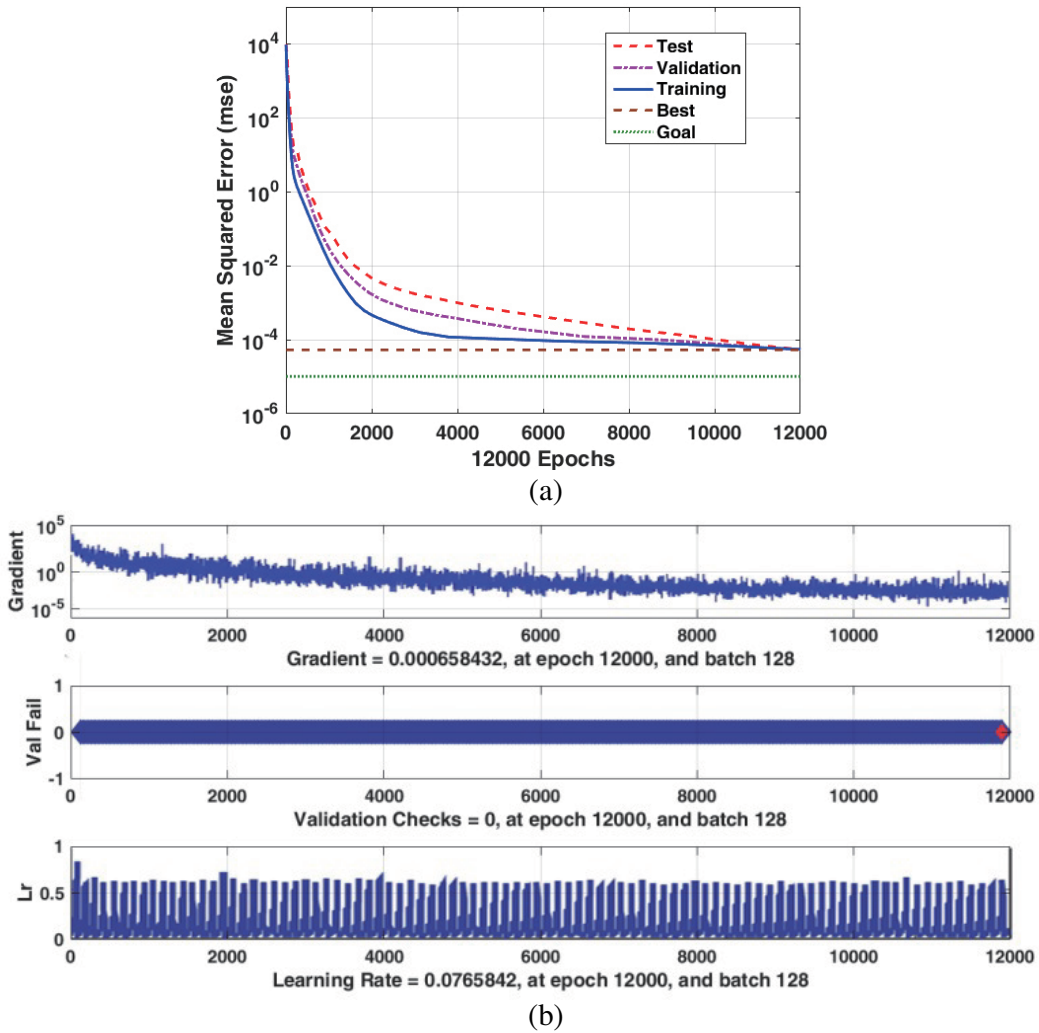 10^4
10^2
10^0
10^-2
10^-4
10^-6
Mean Squared Error (mse)
Test
Validation
Training
Best
Goal
0 2000 4000 6000 8000 10000 12000
12000 Epochs
(a)
10^5
10^0
10^-5
Gradient
0 2000 4000 6000 8000 10000 12000
Gradient = 0.000658432, at epoch 12000, and batch 128
1
0
-1
Val Fail
0 2000 4000 6000 8000 10000 12000
Validation Checks = 0, at epoch 12000, and batch 128
1
0.5
0
Lr
0 2000 4000 6000 8000 10000 12000
Learning Rate = 0.0765842, at epoch 12000, and batch 128
(b)